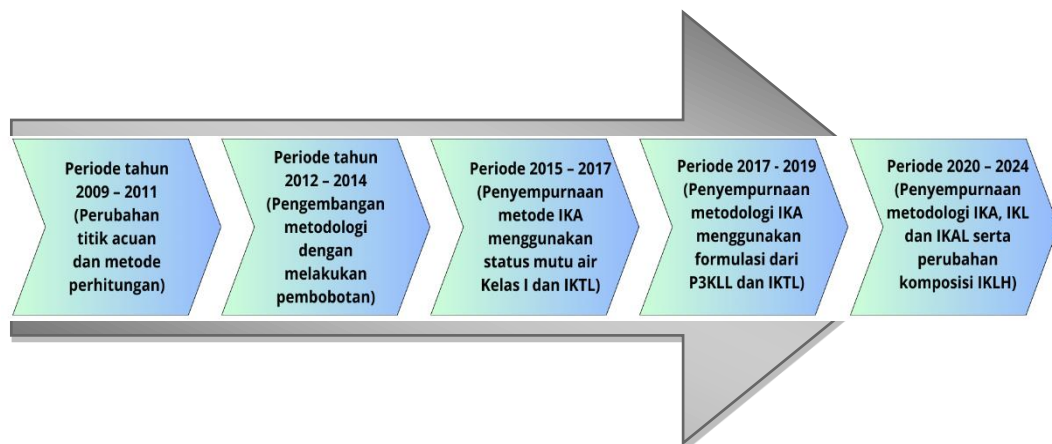 Periode tahun
2009 – 2011
(Perubahan
titik acuan
dan metode
perhitungan)
Periode tahun
2012 – 2014
(Pengembangan
metodologi
dengan
melakukan
pembobotan)
Periode 2015 – 2017
(Penyempurnaan
metode IKA
menggunakan
status mutu air
Kelas I dan IKTL)
Periode 2017 - 2019
(Penyempurnaan
metodologi IKA
menggunakan
formulasi dari
P3KLL dan IKTL)
Periode 2020 – 2024
(Penyempurnaan
metodologi IKA, IKL
dan IKAL serta
perubahan
komposisi IKLH)